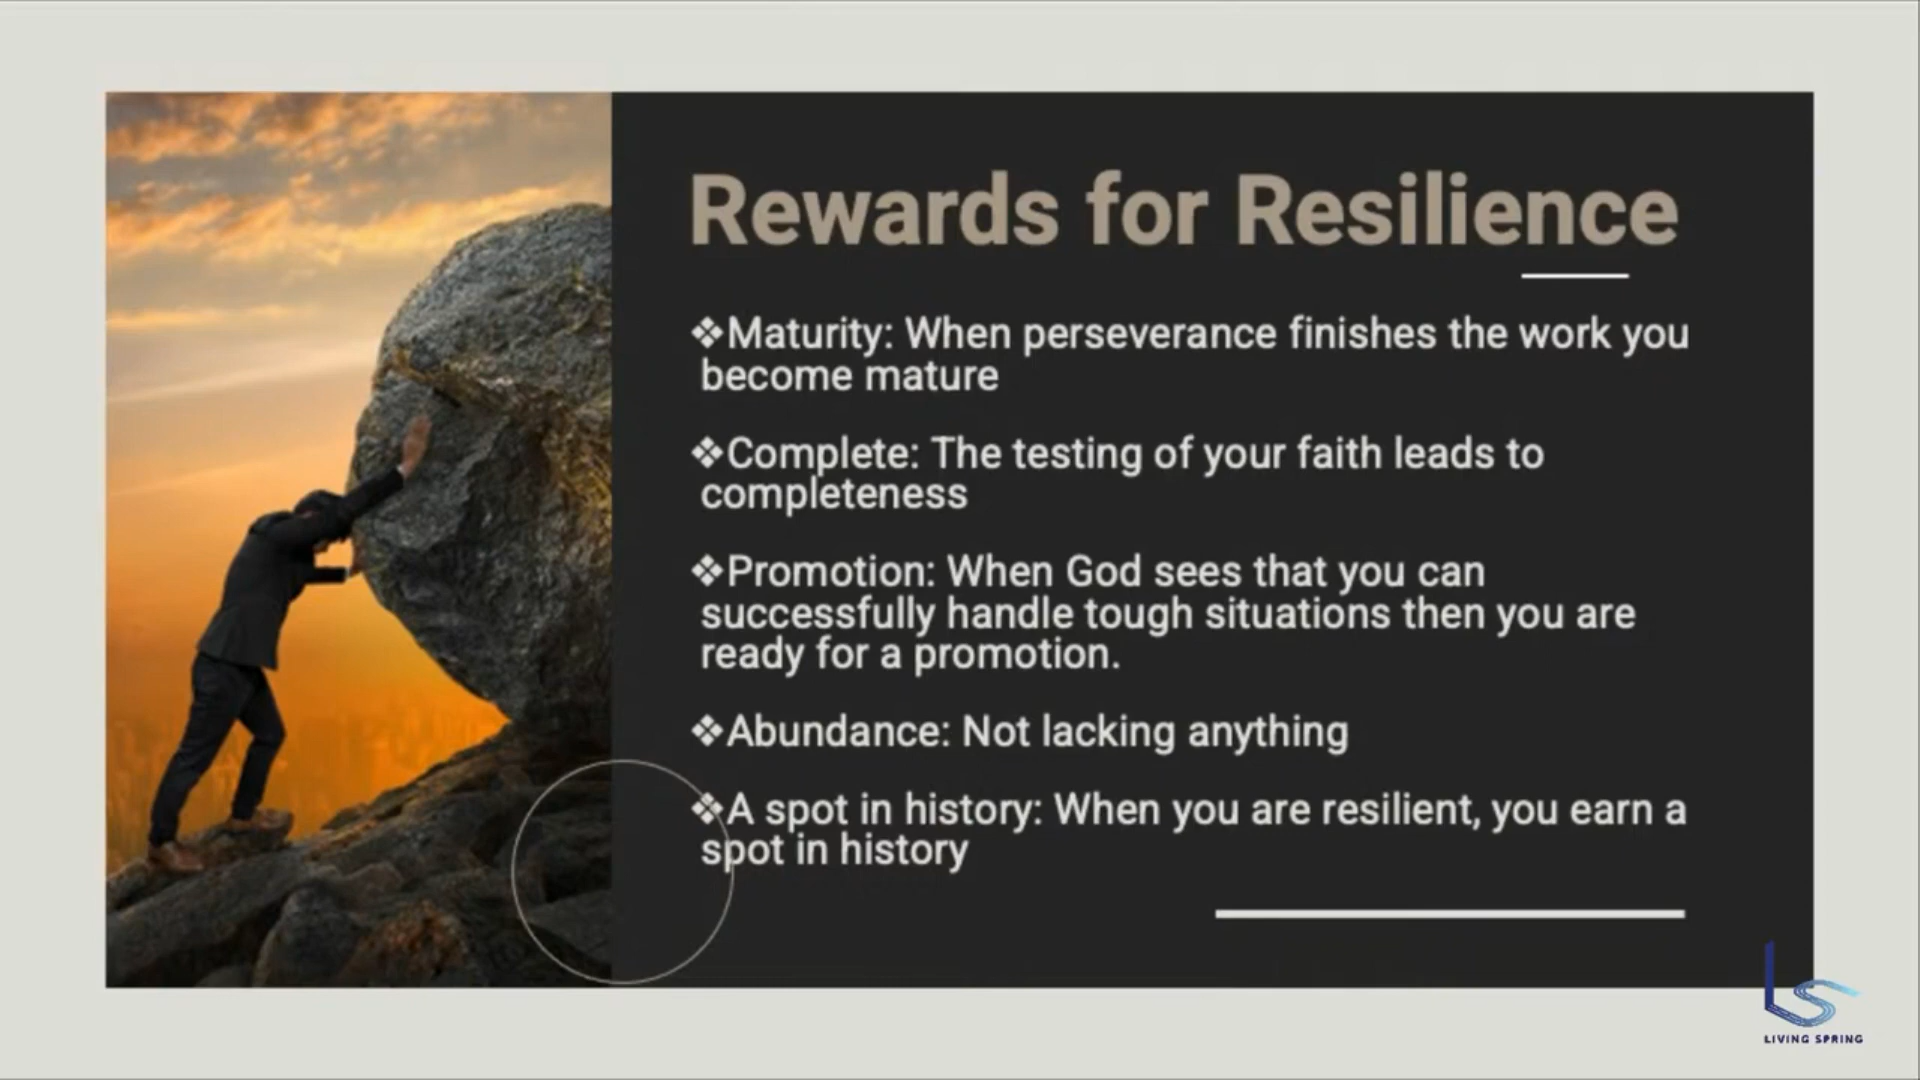 Rewards for Resilience
❖Maturity: When perseverance finishes the work you
become mature
❖Complete: The testing of your faith leads to
completeness
❖Promotion: When God sees that you can
successfully handle tough situations then you are
ready for a promotion.
❖Abundance: Not lacking anything
❖A spot in history: When you are resilient, you earn a
spot in history
LS
LIVING SPRING